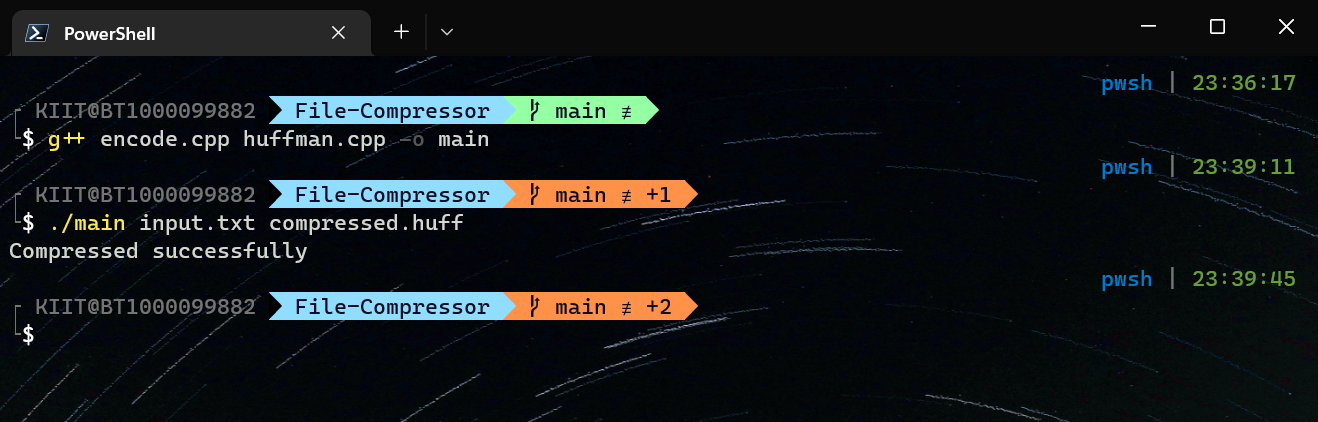 PowerShell
pwsh | 23:36:17
KIIT@BT1000099882 File-Compressor main ≢
$ g++ encode.cpp huffman.cpp -o main
pwsh | 23:39:11
KIIT@BT1000099882 File-Compressor main ≢ +1
$ ./main input.txt compressed.huff
Compressed successfully
pwsh | 23:39:45
KIIT@BT1000099882 File-Compressor main ≢ +2
$